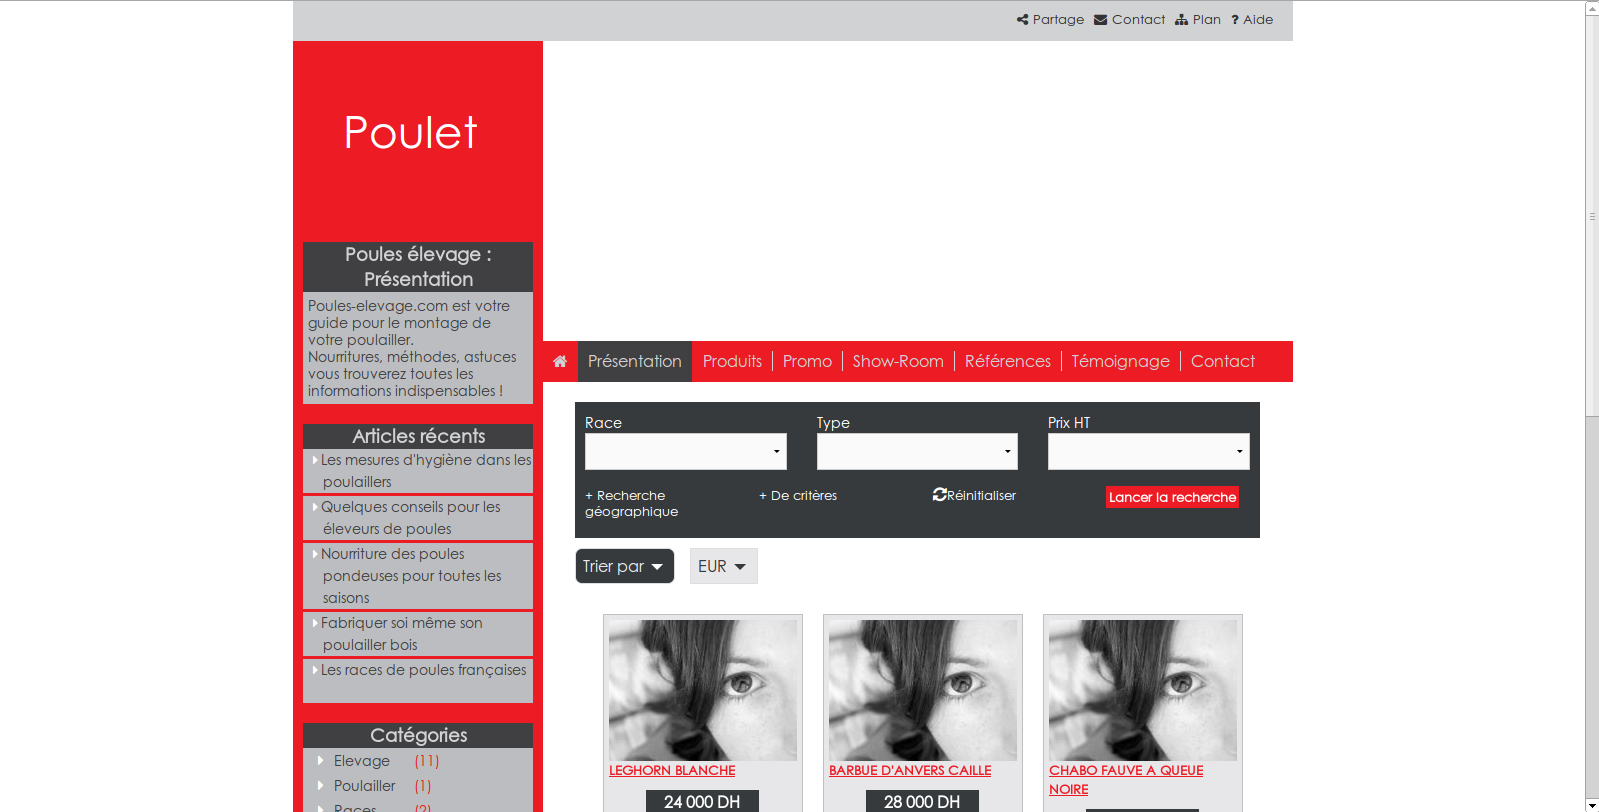 Partage Contact Plan ? Aide
Poulet
Poules élevage :
Présentation
Poules-elevage.com est votre
guide pour le montage de
votre poulailler.
Nourritures, méthodes, astuces
vous trouverez toutes les
informations indispensables !
Articles récents
Les mesures d'hygiène dans les
poulaillers
Quelques conseils pour les
éleveurs de poules
Nourriture des poules
pondeuses pour toutes les
saisons
Fabriquer soi même son
poulailler bois
Les races de poules françaises
Catégories
Elevage (11)
Poulailler (1)
Races (2)
Présentation Produits Promo Show-Room Références Témoignage Contact
Race Type Prix HT
+ Recherche
géographique
+ De critères
Réinitialiser
Lancer la recherche
Trier par EUR
LEGHORN BLANCHE
24 000 DH
BARBUE D'ANVERS CAILLE
28 000 DH
CHABO FAUVE A QUEUE
NOIRE